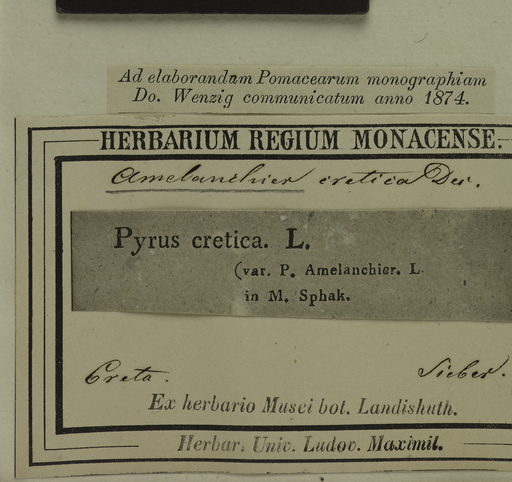 Ad elaborandum Pomacearum monographiam
Do. Wenzig communicatum anno 1874.
HERBARIUM REGIUM MONACENSE.
Amelanchier cretica Dec.
Pyrus cretica. L.
(var. P. Amelanchier. L
in M. Sphak.
Creta. Sieber.
Ex herbario Musei bot. Landishuth.
Herbar. Univ. Ludov. Maximil.